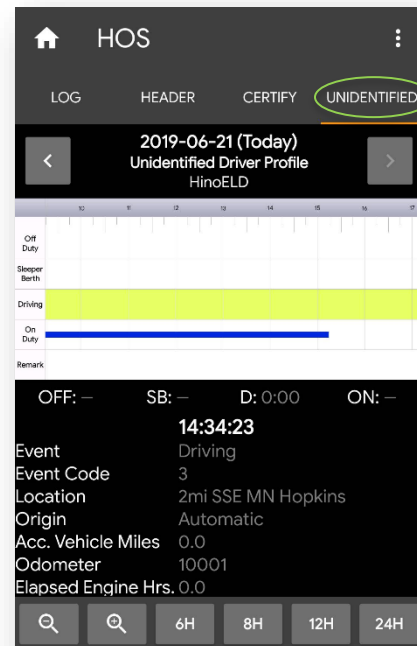 HOS
LOG HEADER CERTIFY UNIDENTIFIED
2019-06-21 (Today)
Unidentified Driver Profile
HinoELD
10 11 12 13 14 15 16 17
Off
Duty
Sleeper
Berth
Driving
On
Duty
Remark
OFF: – SB: – D: 0:00 ON: –
14:34:23
Event Driving
Event Code 3
Location 2mi SSE MN Hopkins
Origin Automatic
Acc. Vehicle Miles 0.0
Odometer 10001
Elapsed Engine Hrs. 0.0
6H 8H 12H 24H